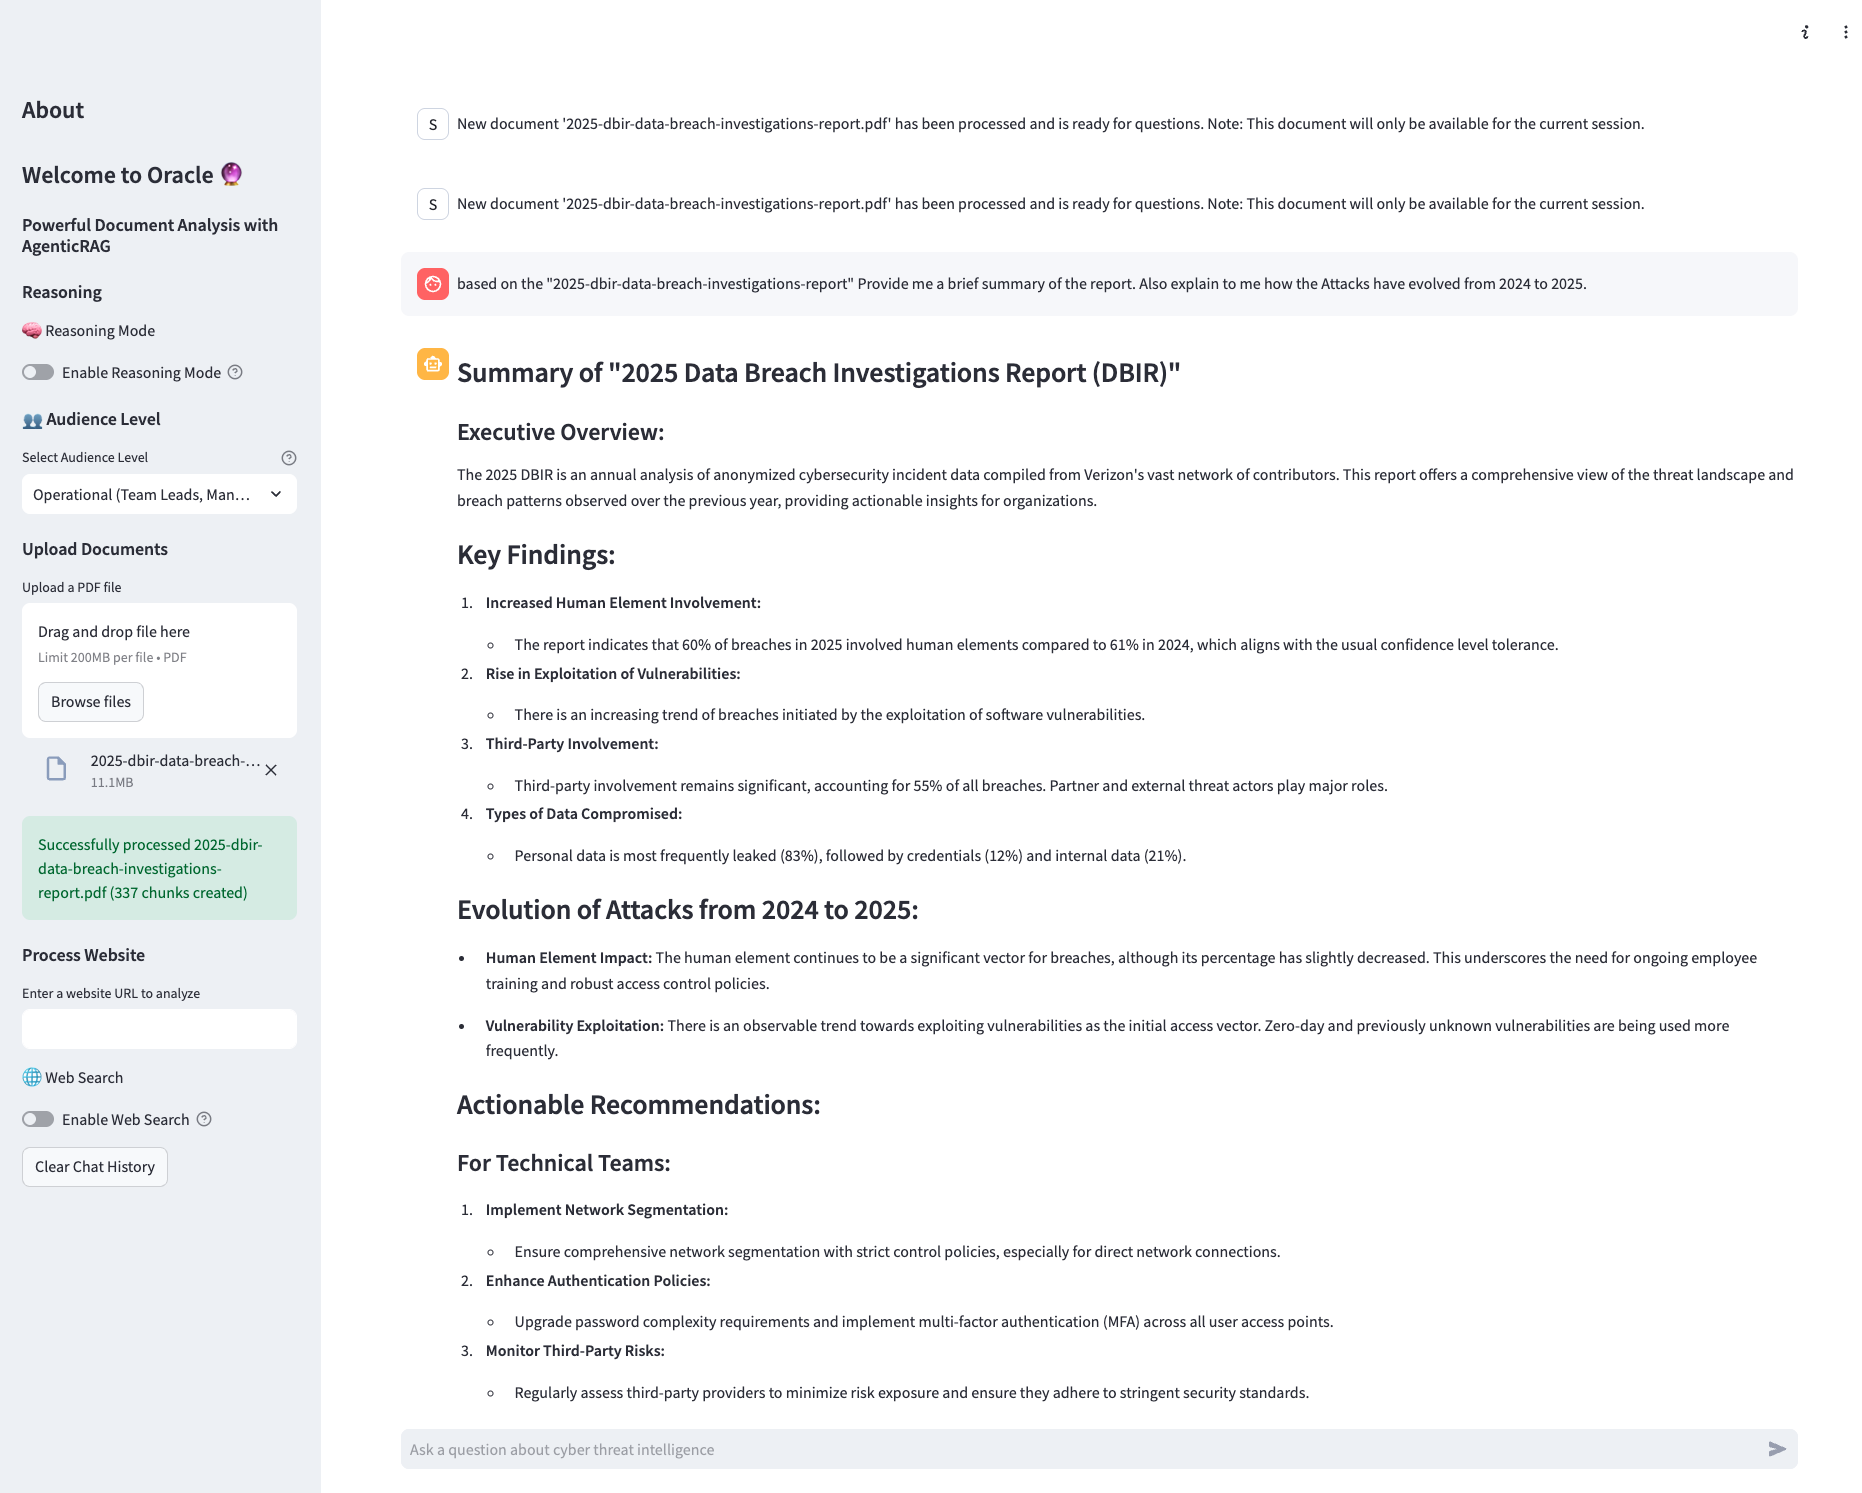 About
Welcome to Oracle 🔮
Powerful Document Analysis with
AgenticRAG
Reasoning
🧠 Reasoning Mode
Enable Reasoning Mode
👥 Audience Level
Select Audience Level
Operational (Team Leads, Man...
Upload Documents
Upload a PDF file
Drag and drop file here
Limit 200MB per file • PDF
Browse files
2025-dbir-data-breach-...
11.1MB
Successfully processed 2025-dbir-
data-breach-investigations-
report.pdf (337 chunks created)
Process Website
Enter a website URL to analyze
🌐 Web Search
Enable Web Search
Clear Chat History
S New document '2025-dbir-data-breach-investigations-report.pdf' has been processed and is ready for questions. Note: This document will only be available for the current session.
S New document '2025-dbir-data-breach-investigations-report.pdf' has been processed and is ready for questions. Note: This document will only be available for the current session.
based on the "2025-dbir-data-breach-investigations-report" Provide me a brief summary of the report. Also explain to me how the Attacks have evolved from 2024 to 2025.
Summary of "2025 Data Breach Investigations Report (DBIR)"
Executive Overview:
The 2025 DBIR is an annual analysis of anonymized cybersecurity incident data compiled from Verizon's vast network of contributors. This report offers a comprehensive view of the threat landscape and
breach patterns observed over the previous year, providing actionable insights for organizations.
Key Findings:
1. Increased Human Element Involvement:
◦ The report indicates that 60% of breaches in 2025 involved human elements compared to 61% in 2024, which aligns with the usual confidence level tolerance.
2. Rise in Exploitation of Vulnerabilities:
◦ There is an increasing trend of breaches initiated by the exploitation of software vulnerabilities.
3. Third-Party Involvement:
◦ Third-party involvement remains significant, accounting for 55% of all breaches. Partner and external threat actors play major roles.
4. Types of Data Compromised:
◦ Personal data is most frequently leaked (83%), followed by credentials (12%) and internal data (21%).
Evolution of Attacks from 2024 to 2025:
• Human Element Impact: The human element continues to be a significant vector for breaches, although its percentage has slightly decreased. This underscores the need for ongoing employee
training and robust access control policies.
• Vulnerability Exploitation: There is an observable trend towards exploiting vulnerabilities as the initial access vector. Zero-day and previously unknown vulnerabilities are being used more
frequently.
Actionable Recommendations:
For Technical Teams:
1. Implement Network Segmentation:
◦ Ensure comprehensive network segmentation with strict control policies, especially for direct network connections.
2. Enhance Authentication Policies:
◦ Upgrade password complexity requirements and implement multi-factor authentication (MFA) across all user access points.
3. Monitor Third-Party Risks:
◦ Regularly assess third-party providers to minimize risk exposure and ensure they adhere to stringent security standards.
Ask a question about cyber threat intelligence